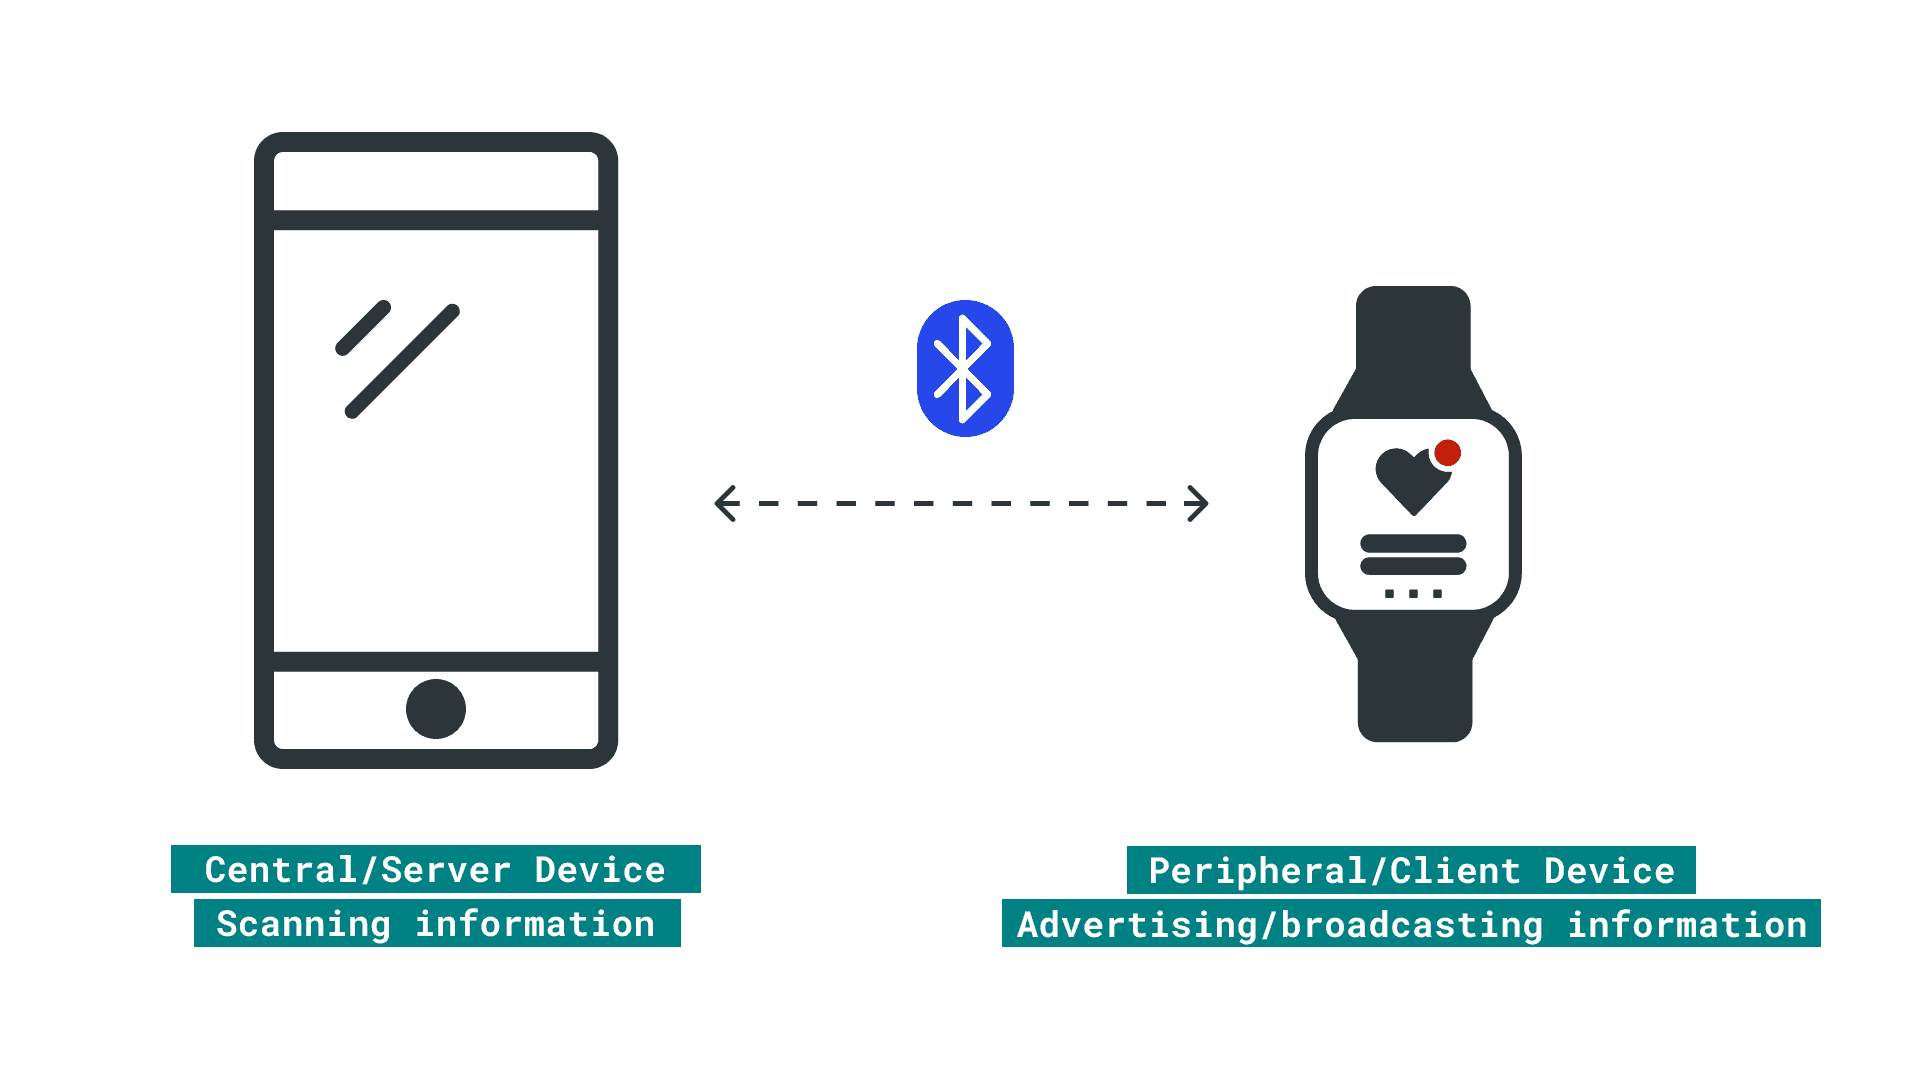 Central/Server Device
Scanning information
Peripheral/Client Device
Advertising/broadcasting information